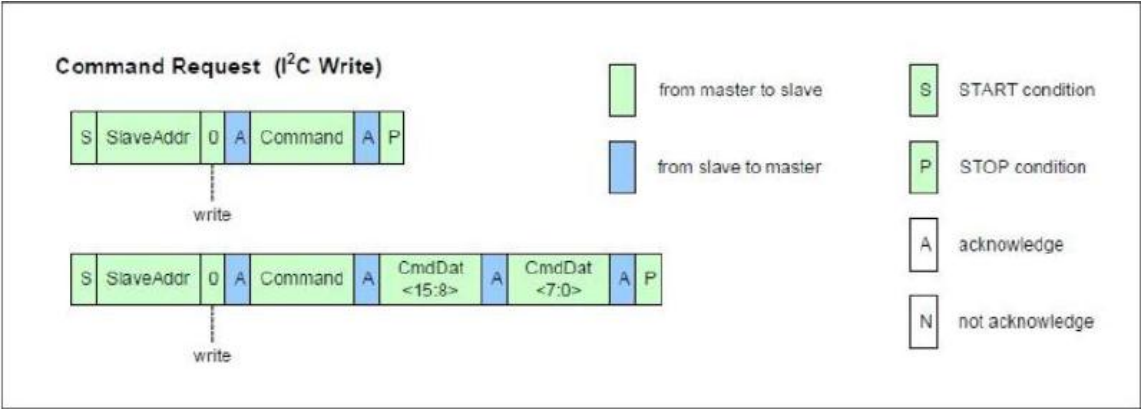 Command Request (I²C Write)
S SlaveAddr 0 A Command A P
write
S SlaveAddr 0 A Command A CmdDat <15:8> A CmdDat <7:0> A P
write
from master to slave
from slave to master
S START condition
P STOP condition
A acknowledge
N not acknowledge